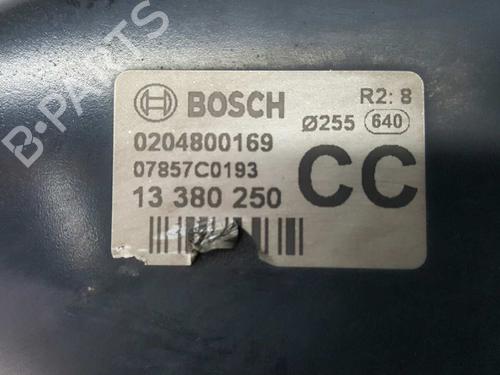 B-PARTS
BOSCH
R2: 8
Ø255 640
0204800169
07857C0193
13 380 250
CC